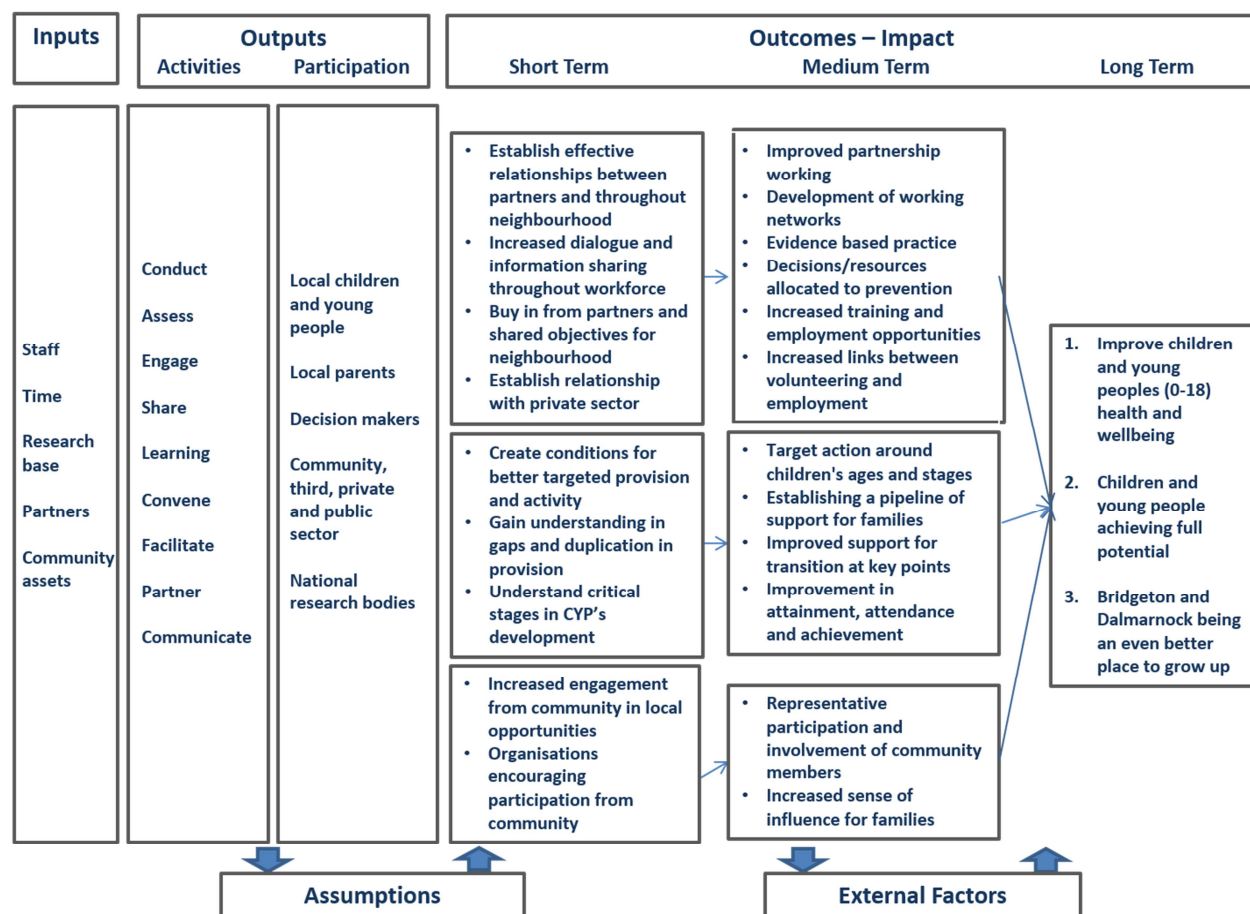 Inputs
Outputs
Activities
Participation
Outcomes – Impact
Short Term
Medium Term
Long Term
Staff
Time
Research
base
Partners
Community
assets
Conduct
Assess
Engage
Share
Learning
Convene
Facilitate
Partner
Communicate
Local children
and young
people
Local parents
Decision makers
Community,
third, private
and public
sector
National
research bodies
• Establish effective
relationships between
partners and throughout
neighbourhood
• Increased dialogue and
information sharing
throughout workforce
• Buy in from partners and
shared objectives for
neighbourhood
• Establish relationship
with private sector
• Create conditions for
better targeted provision
and activity
• Gain understanding in
gaps and duplication in
provision
• Understand critical
stages in CYP’s
development
• Increased engagement
from community in local
opportunities
• Organisations
encouraging
participation from
community
• Improved partnership
working
• Development of working
networks
• Evidence based practice
• Decisions/resources
allocated to prevention
• Increased training and
employment opportunities
• Increased links between
volunteering and
employment
• Target action around
children's ages and stages
• Establishing a pipeline of
support for families
• Improved support for
transition at key points
• Improvement in
attainment, attendance
and achievement
• Representative
participation and
involvement of community
members
• Increased sense of
influence for families
1. Improve children
and young
peoples (0-18)
health and
wellbeing
2. Children and
young people
achieving full
potential
3. Bridgeton and
Dalmarnock being
an even better
place to grow up
Assumptions
External Factors